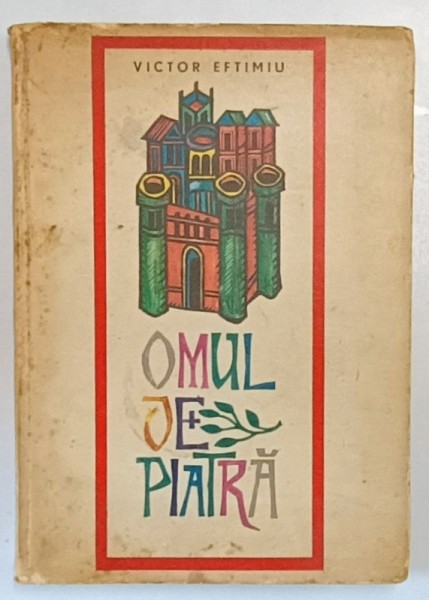 VICTOR EFTIMIU
OMUL
DE
PIATRĂ